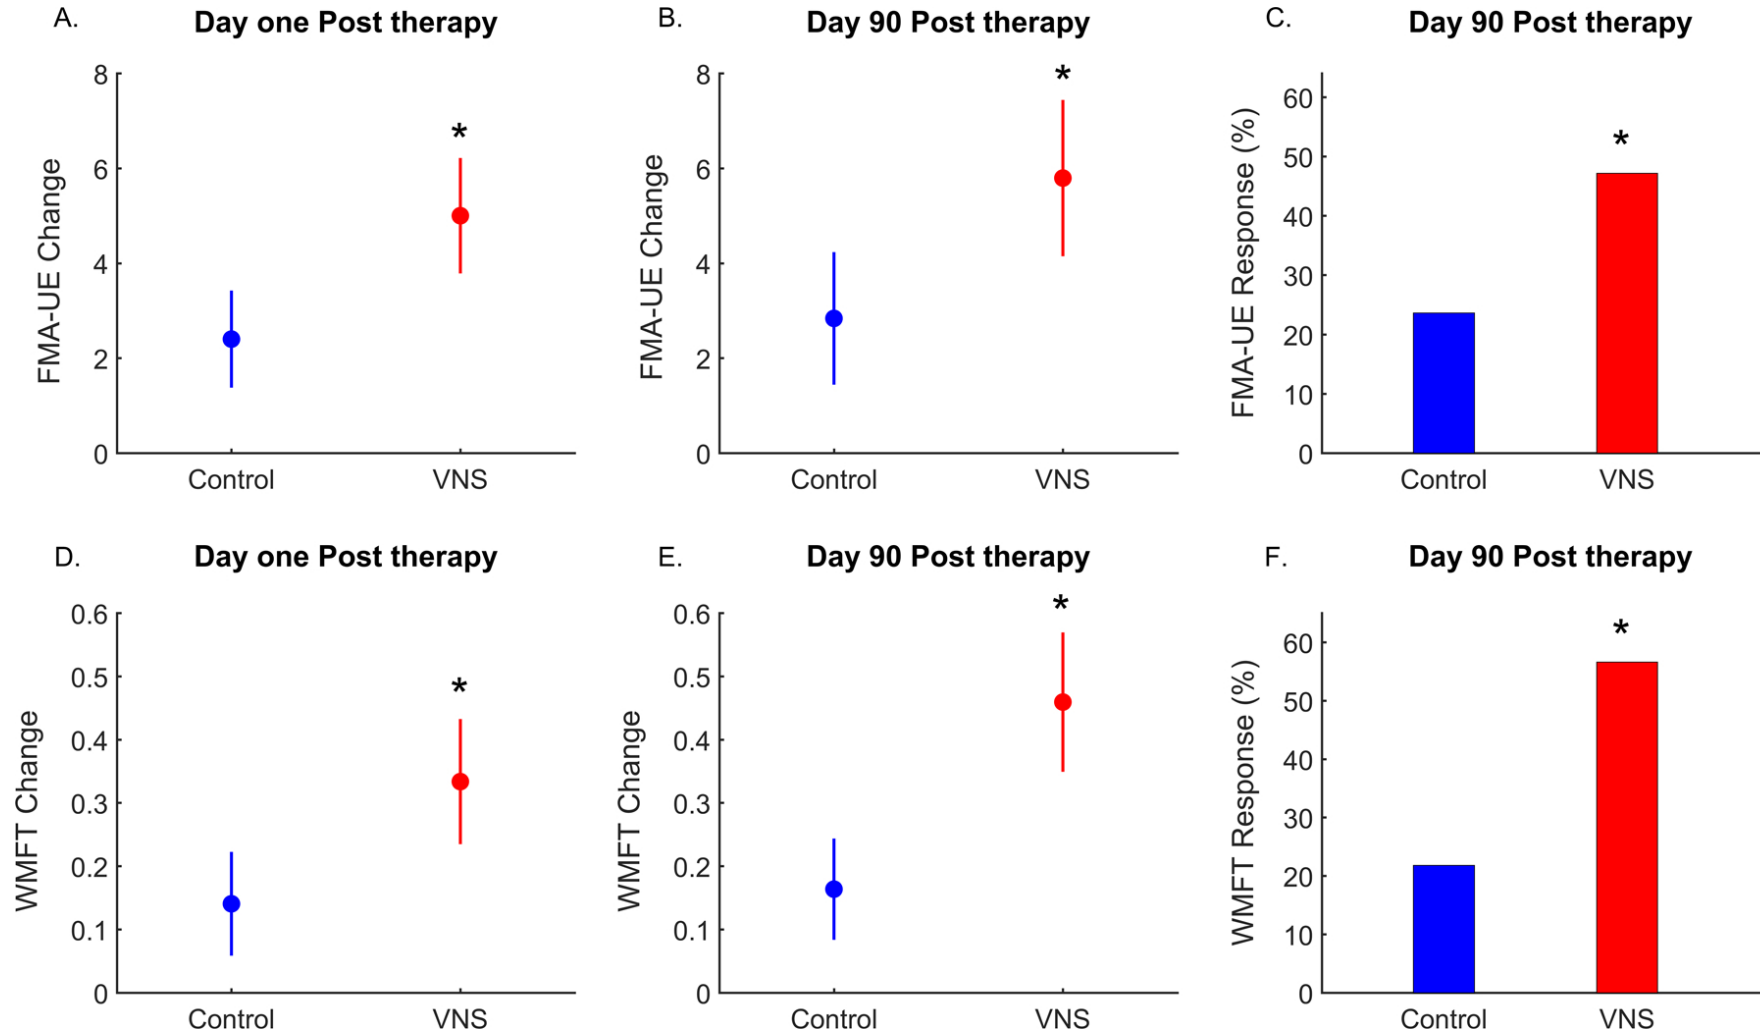 A.
Day one Post therapy
FMA-UE Change
8
6
4
2
0
*
Control
VNS
B.
Day 90 Post therapy
FMA-UE Change
8
6
4
2
0
*
Control
VNS
C.
Day 90 Post therapy
FMA-UE Response (%)
60
50
40
30
20
10
0
*
Control
VNS
D.
Day one Post therapy
WMFT Change
0.6
0.5
0.4
0.3
0.2
0.1
0
*
Control
VNS
E.
Day 90 Post therapy
WMFT Change
0.6
0.5
0.4
0.3
0.2
0.1
0
*
Control
VNS
F.
Day 90 Post therapy
WMFT Response (%)
60
50
40
30
20
10
0
*
Control
VNS